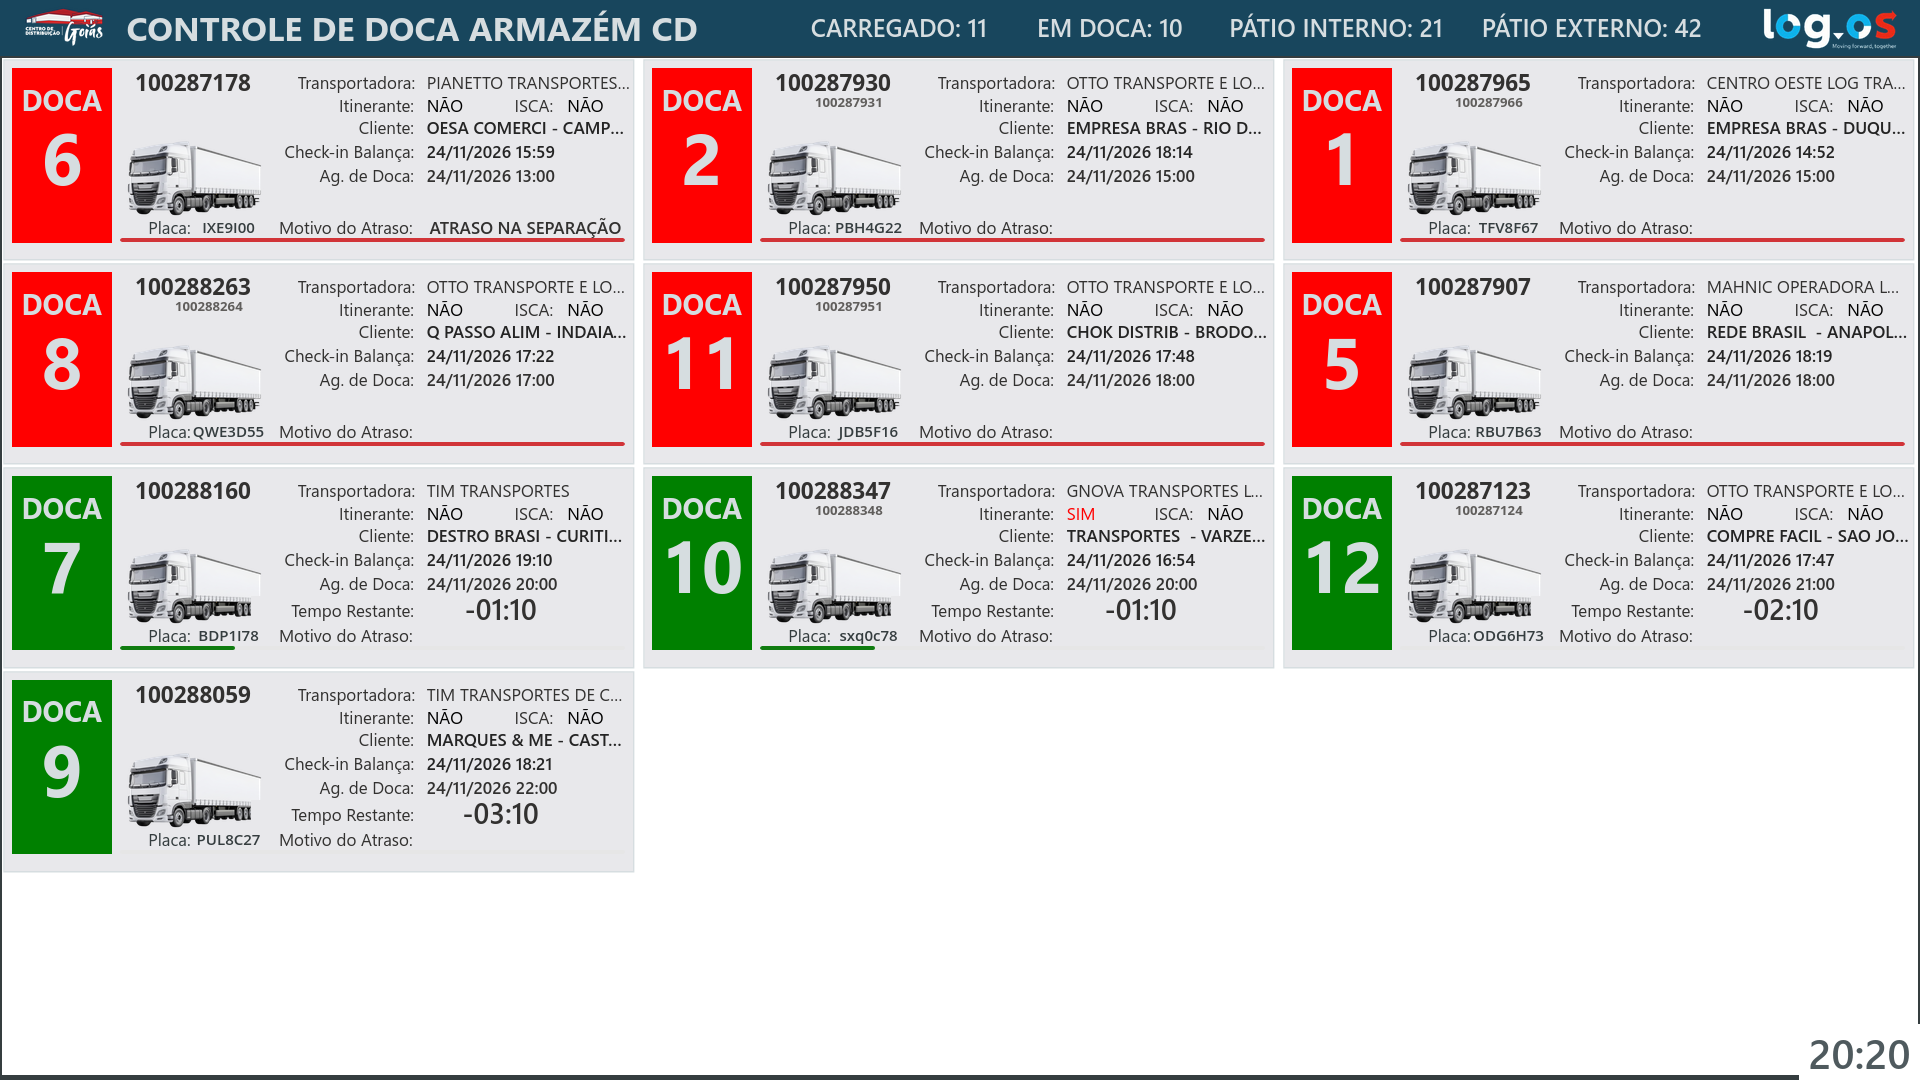 CENTRO DE DISTRIBUIÇÃO Goiás
CONTROLE DE DOCA ARMAZÉM CD
CARREGADO: 11
EM DOCA: 10
PÁTIO INTERNO: 21
PÁTIO EXTERNO: 42
log.os
Moving forward, together
DOCA
6
100287178
Transportadora: PIANETTO TRANSPORTES...
Itinerante: NÃO ISCA: NÃO
Cliente: OESA COMERCI - CAMP...
Check-in Balança: 24/11/2026 15:59
Ag. de Doca: 24/11/2026 13:00
Placa: IXE9I00 Motivo do Atraso: ATRASO NA SEPARAÇÃO
DOCA
2
100287930
100287931
Transportadora: OTTO TRANSPORTE E LO...
Itinerante: NÃO ISCA: NÃO
Cliente: EMPRESA BRAS - RIO D...
Check-in Balança: 24/11/2026 18:14
Ag. de Doca: 24/11/2026 15:00
Placa: PBH4G22 Motivo do Atraso:
DOCA
1
100287965
100287966
Transportadora: CENTRO OESTE LOG TRA...
Itinerante: NÃO ISCA: NÃO
Cliente: EMPRESA BRAS - DUQU...
Check-in Balança: 24/11/2026 14:52
Ag. de Doca: 24/11/2026 15:00
Placa: TFV8F67 Motivo do Atraso:
DOCA
8
100288263
100288264
Transportadora: OTTO TRANSPORTE E LO...
Itinerante: NÃO ISCA: NÃO
Cliente: Q PASSO ALIM - INDAIA...
Check-in Balança: 24/11/2026 17:22
Ag. de Doca: 24/11/2026 17:00
Placa: QWE3D55 Motivo do Atraso:
DOCA
11
100287950
100287951
Transportadora: OTTO TRANSPORTE E LO...
Itinerante: NÃO ISCA: NÃO
Cliente: CHOK DISTRIB - BRODO...
Check-in Balança: 24/11/2026 17:48
Ag. de Doca: 24/11/2026 18:00
Placa: JDB5F16 Motivo do Atraso:
DOCA
5
100287907
Transportadora: MAHNIC OPERADORA L...
Itinerante: NÃO ISCA: NÃO
Cliente: REDE BRASIL - ANAPOL...
Check-in Balança: 24/11/2026 18:19
Ag. de Doca: 24/11/2026 18:00
Placa: RBU7B63 Motivo do Atraso:
DOCA
7
100288160
Transportadora: TIM TRANSPORTES
Itinerante: NÃO ISCA: NÃO
Cliente: DESTRO BRASI - CURITI...
Check-in Balança: 24/11/2026 19:10
Ag. de Doca: 24/11/2026 20:00
Tempo Restante: -01:10
Placa: BDP1I78 Motivo do Atraso:
DOCA
10
100288347
100288348
Transportadora: GNOVA TRANSPORTES L...
Itinerante: SIM ISCA: NÃO
Cliente: TRANSPORTES - VARZE...
Check-in Balança: 24/11/2026 16:54
Ag. de Doca: 24/11/2026 20:00
Tempo Restante: -01:10
Placa: sxq0c78 Motivo do Atraso:
DOCA
12
100287123
100287124
Transportadora: OTTO TRANSPORTE E LO...
Itinerante: NÃO ISCA: NÃO
Cliente: COMPRE FACIL - SAO JO...
Check-in Balança: 24/11/2026 17:47
Ag. de Doca: 24/11/2026 21:00
Tempo Restante: -02:10
Placa: ODG6H73 Motivo do Atraso:
DOCA
9
100288059
Transportadora: TIM TRANSPORTES DE C...
Itinerante: NÃO ISCA: NÃO
Cliente: MARQUES & ME - CAST...
Check-in Balança: 24/11/2026 18:21
Ag. de Doca: 24/11/2026 22:00
Tempo Restante: -03:10
Placa: PUL8C27 Motivo do Atraso:
20:20